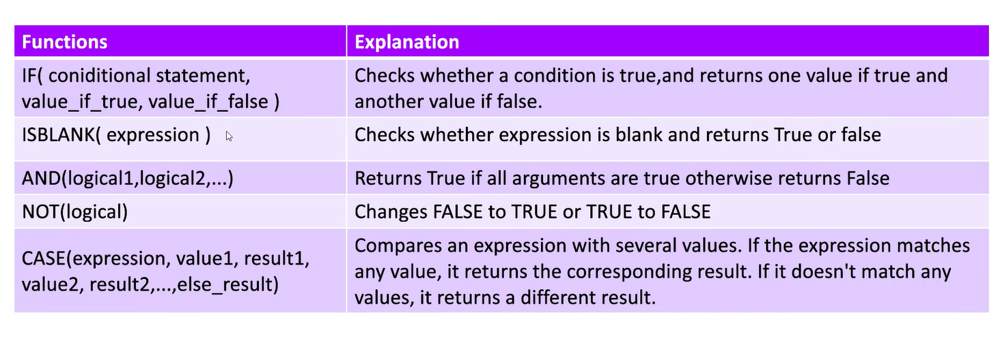 Functions
Explanation
IF( coniditional statement,
value_if_true, value_if_false )
Checks whether a condition is true,and returns one value if true and
another value if false.
ISBLANK( expression )
Checks whether expression is blank and returns True or false
AND(logical1,logical2,...)
Returns True if all arguments are true otherwise returns False
NOT(logical)
Changes FALSE to TRUE or TRUE to FALSE
CASE(expression, value1, result1,
value2, result2,...,else_result)
Compares an expression with several values. If the expression matches
any value, it returns the corresponding result. If it doesn't match any
values, it returns a different result.